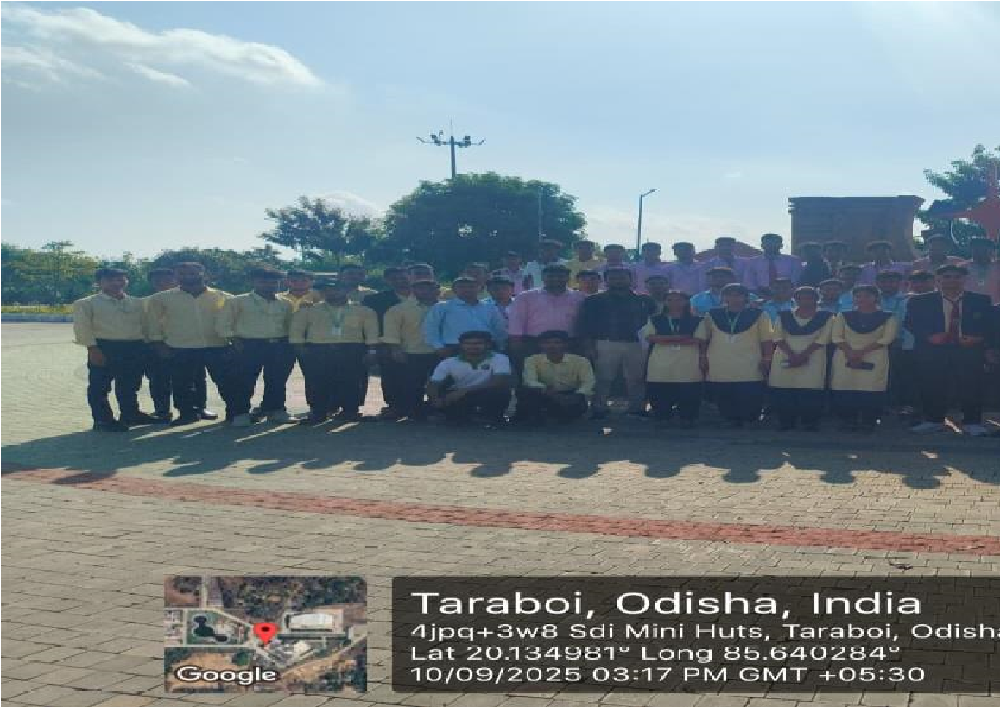 Google
Taraboi, Odisha, India
4jpq+3w8 Sdi Mini Huts, Taraboi, Odisha
Lat 20.134981° Long 85.640284°
10/09/2025 03:17 PM GMT +05:30